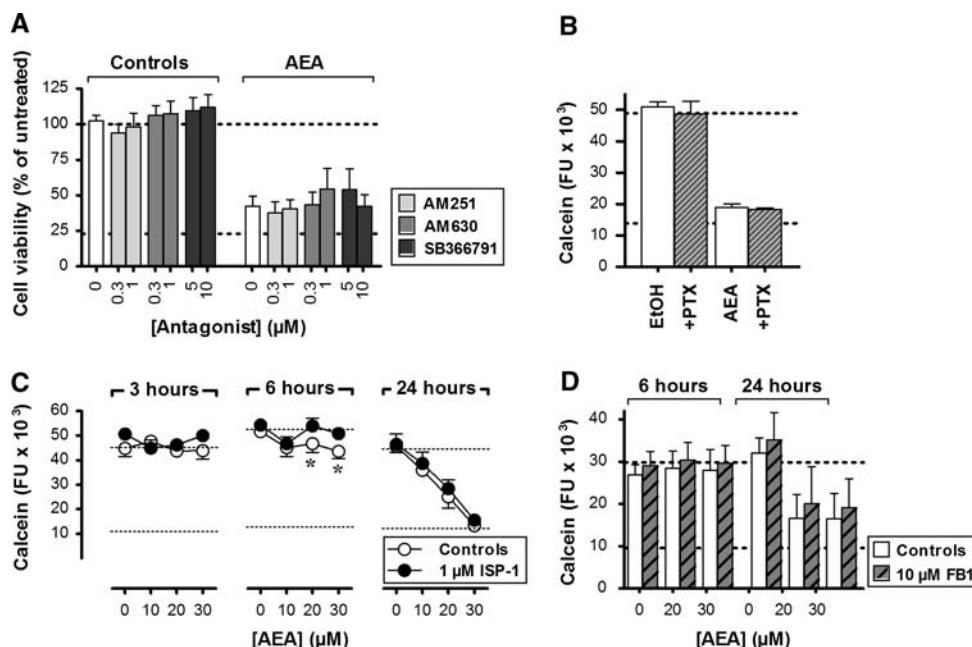 A
Controls
AEA
Cell viability (% of untreated)
125
100
75
50
25
0
0
0.3
1
0.3
1
5
10
0
0.3
1
0.3
1
5
10
[Antagonist] (µM)
AM251
AM630
SB366791
B
Calcein (FU x 10³)
50
40
30
20
10
0
EtOH
+PTX
AEA
+PTX
C
3 hours
6 hours
24 hours
Calcein (FU x 10³)
60
50
40
30
20
10
* *
Controls
1 µM ISP-1
0 10 20 30
0 10 20 30
0 10 20 30
[AEA] (µM)
D
6 hours
24 hours
Calcein (FU x 10³)
40
30
20
10
0
Controls
10 µM FB1
0 20 30 0 20 30
[AEA] (µM)